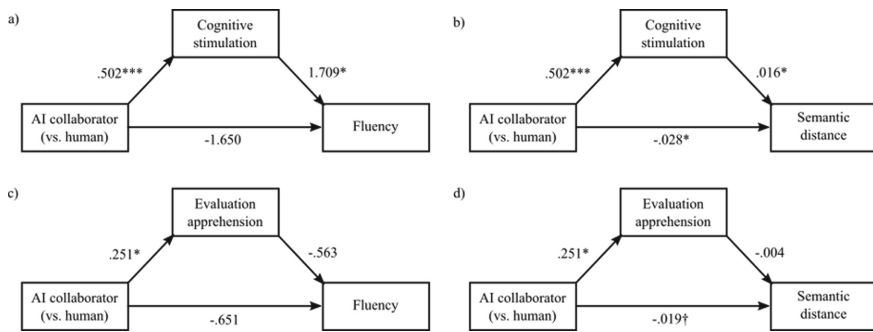 a)
Cognitive
stimulation
.502***
1.709*
AI collaborator
(vs. human)
-1.650
Fluency
b)
Cognitive
stimulation
.502***
.016*
AI collaborator
(vs. human)
-.028*
Semantic
distance
c)
Evaluation
apprehension
.251*
-.563
AI collaborator
(vs. human)
-.651
Fluency
d)
Evaluation
apprehension
.251*
-.004
AI collaborator
(vs. human)
-.019†
Semantic
distance